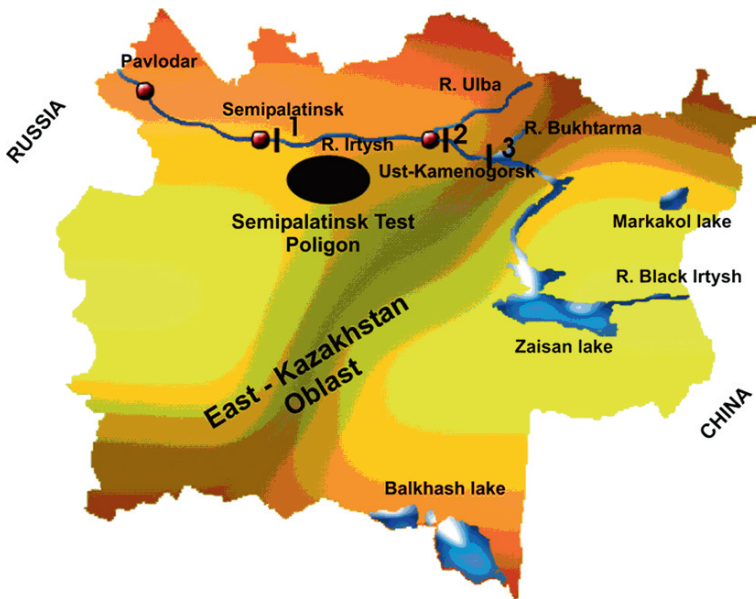 Pavlodar
RUSSIA
Semipalatinsk
1
R. Irtysh
R. Ulba
2
R. Bukhtarma
3
Ust-Kamenogorsk
Semipalatinsk Test
Poligon
Markakol lake
R. Black Irtysh
Zaisan lake
East - Kazakhstan
Oblast
CHINA
Balkhash lake